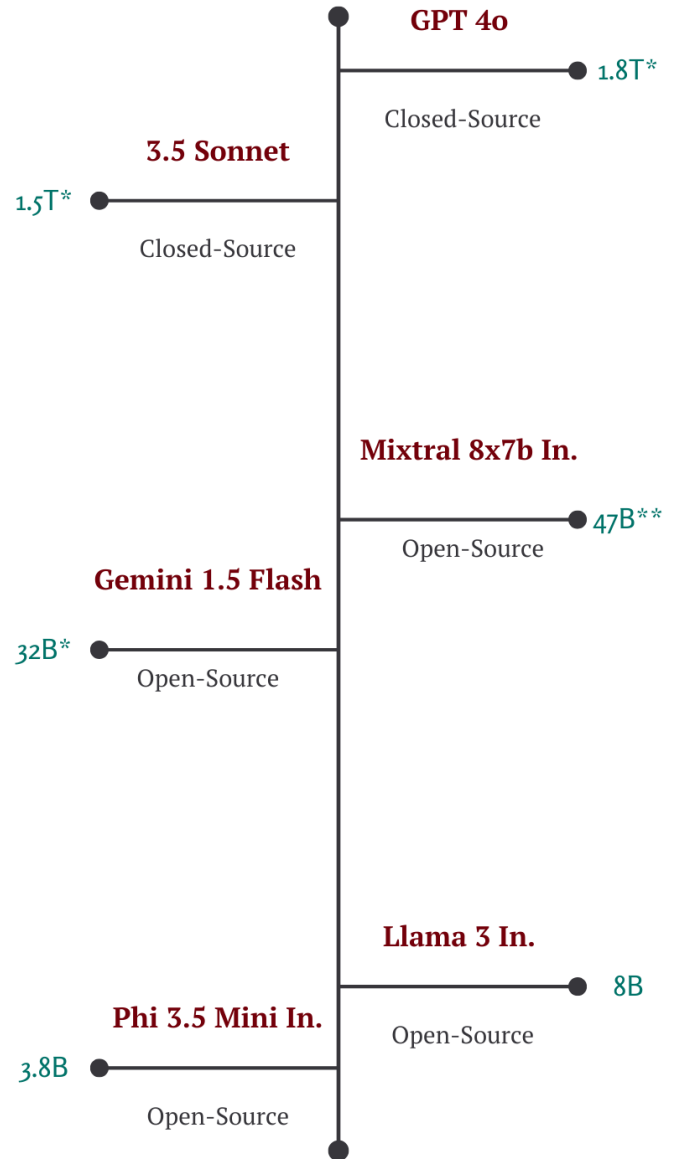 GPT 4o
1.8T*
Closed-Source
3.5 Sonnet
1.5T*
Closed-Source
Mixtral 8x7b In.
47B**
Open-Source
Gemini 1.5 Flash
32B*
Open-Source
Llama 3 In.
8B
Open-Source
Phi 3.5 Mini In.
3.8B
Open-Source